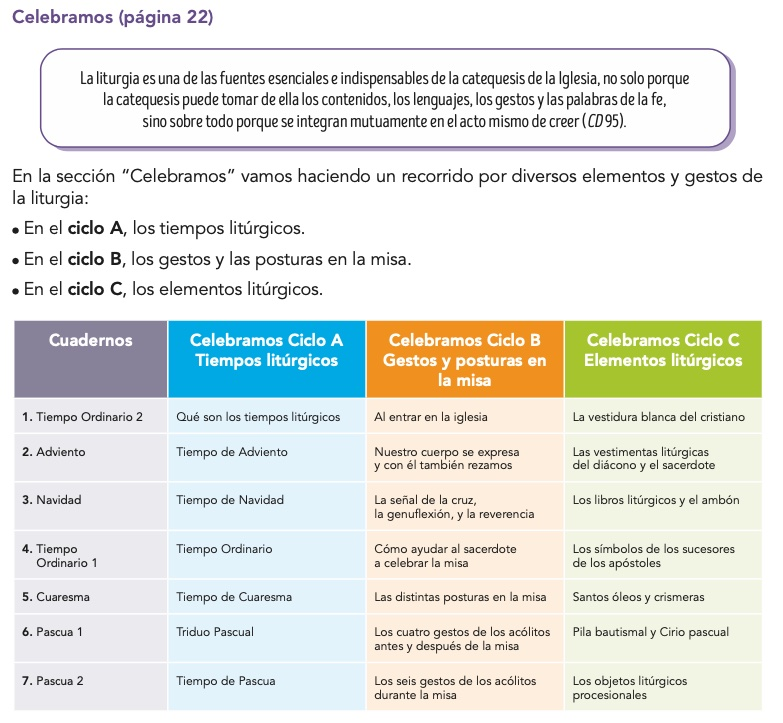 Celebramos (página 22)
La liturgia es una de las fuentes esenciales e indispensables de la catequesis de la Iglesia, no solo porque
la catequesis puede tomar de ella los contenidos, los lenguajes, los gestos y las palabras de la fe,
sino sobre todo porque se integran mutuamente en el acto mismo de creer (CD 95).
En la sección “Celebramos” vamos haciendo un recorrido por diversos elementos y gestos de
la liturgia:
• En el ciclo A, los tiempos litúrgicos.
• En el ciclo B, los gestos y las posturas en la misa.
• En el ciclo C, los elementos litúrgicos.
Cuadernos
Celebramos Ciclo A
Tiempos litúrgicos
Celebramos Ciclo B
Gestos y posturas en
la misa
Celebramos Ciclo C
Elementos litúrgicos
1. Tiempo Ordinario 2
Qué son los tiempos litúrgicos
Al entrar en la iglesia
La vestidura blanca del cristiano
2. Adviento
Tiempo de Adviento
Nuestro cuerpo se expresa
y con él también rezamos
Las vestimentas litúrgicas
del diácono y el sacerdote
3. Navidad
Tiempo de Navidad
La señal de la cruz,
la genuflexión, y la reverencia
Los libros litúrgicos y el ambón
4. Tiempo
Ordinario 1
Tiempo Ordinario
Cómo ayudar al sacerdote
a celebrar la misa
Los símbolos de los sucesores
de los apóstoles
5. Cuaresma
Tiempo de Cuaresma
Las distintas posturas en la misa
Santos óleos y crismeras
6. Pascua 1
Triduo Pascual
Los cuatro gestos de los acólitos
antes y después de la misa
Pila bautismal y Cirio pascual
7. Pascua 2
Tiempo de Pascua
Los seis gestos de los acólitos
durante la misa
Los objetos litúrgicos
procesionales